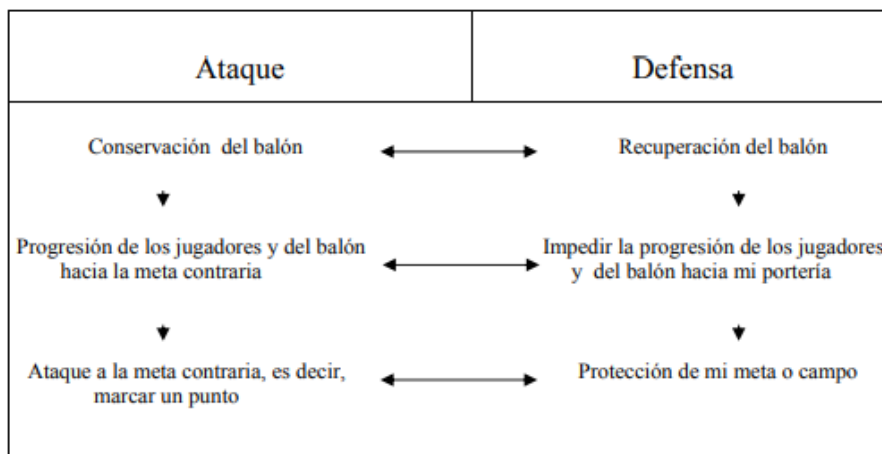 Ataque
Defensa
Conservación del balón
Recuperación del balón
Progresión de los jugadores y del balón
hacia la meta contraria
Impedir la progresión de los jugadores
y del balón hacia mi portería
Ataque a la meta contraria, es decir,
marcar un punto
Protección de mi meta o campo